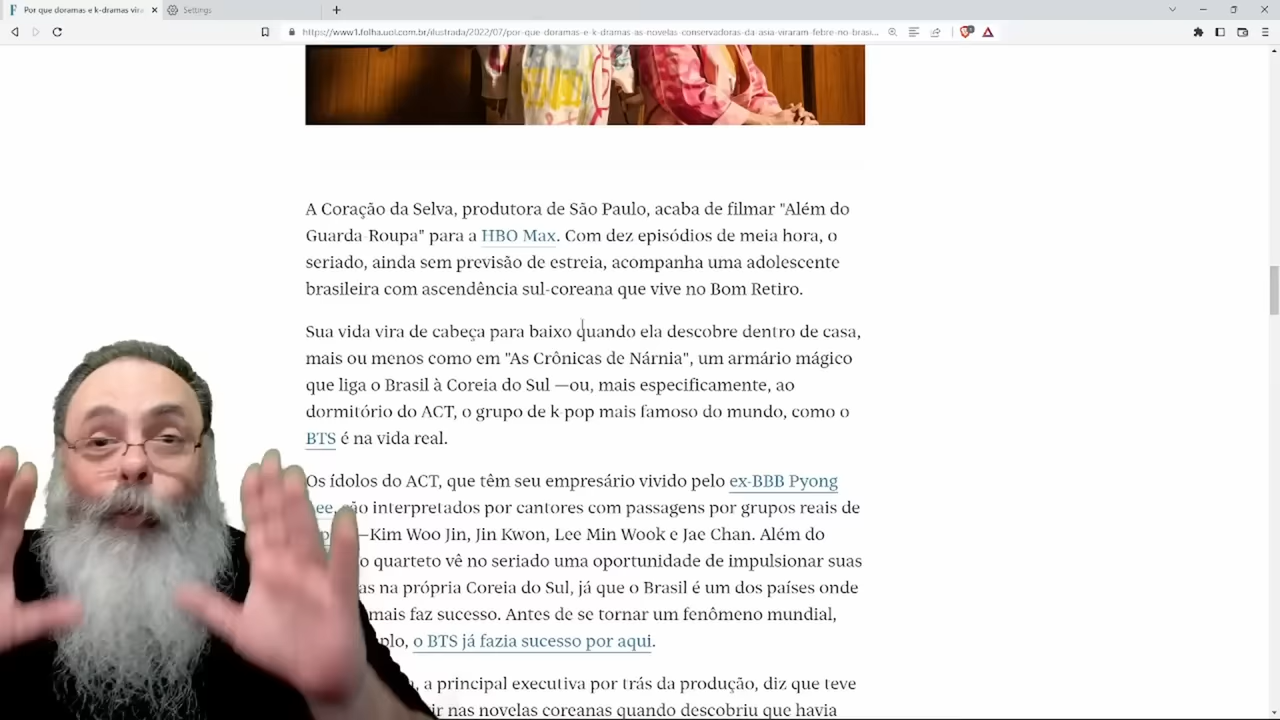 Por que doramas e k-dramas vira
Settings
https://www1.folha.uol.com.br/ilustrada/2022/07/por-que-doramas-e-k-dramas-as-novelas-conservadoras-da-asia-viraram-febre-no-brasi...
A Coração da Selva, produtora de São Paulo, acaba de filmar "Além do
Guarda-Roupa" para a HBO Max. Com dez episódios de meia hora, o
seriado, ainda sem previsão de estreia, acompanha uma adolescente
brasileira com ascendência sul-coreana que vive no Bom Retiro.
Sua vida vira de cabeça para baixo quando ela descobre dentro de casa,
mais ou menos como em "As Crônicas de Nárnia", um armário mágico
que liga o Brasil à Coreia do Sul —ou, mais especificamente, ao
dormitório do ACT, o grupo de k-pop mais famoso do mundo, como o
BTS é na vida real.
Os ídolos do ACT, que têm seu empresário vivido pelo ex-BBB Pyong
Lee, são interpretados por cantores com passagens por grupos reais de
—Kim Woo Jin, Jin Kwon, Lee Min Wook e Jae Chan. Além do
o quarteto vê no seriado uma oportunidade de impulsionar suas
na própria Coreia do Sul, já que o Brasil é um dos países onde
mais faz sucesso. Antes de se tornar um fenômeno mundial,
o BTS já fazia sucesso por aqui.
a principal executiva por trás da produção, diz que teve
nas novelas coreanas quando descobriu que havia